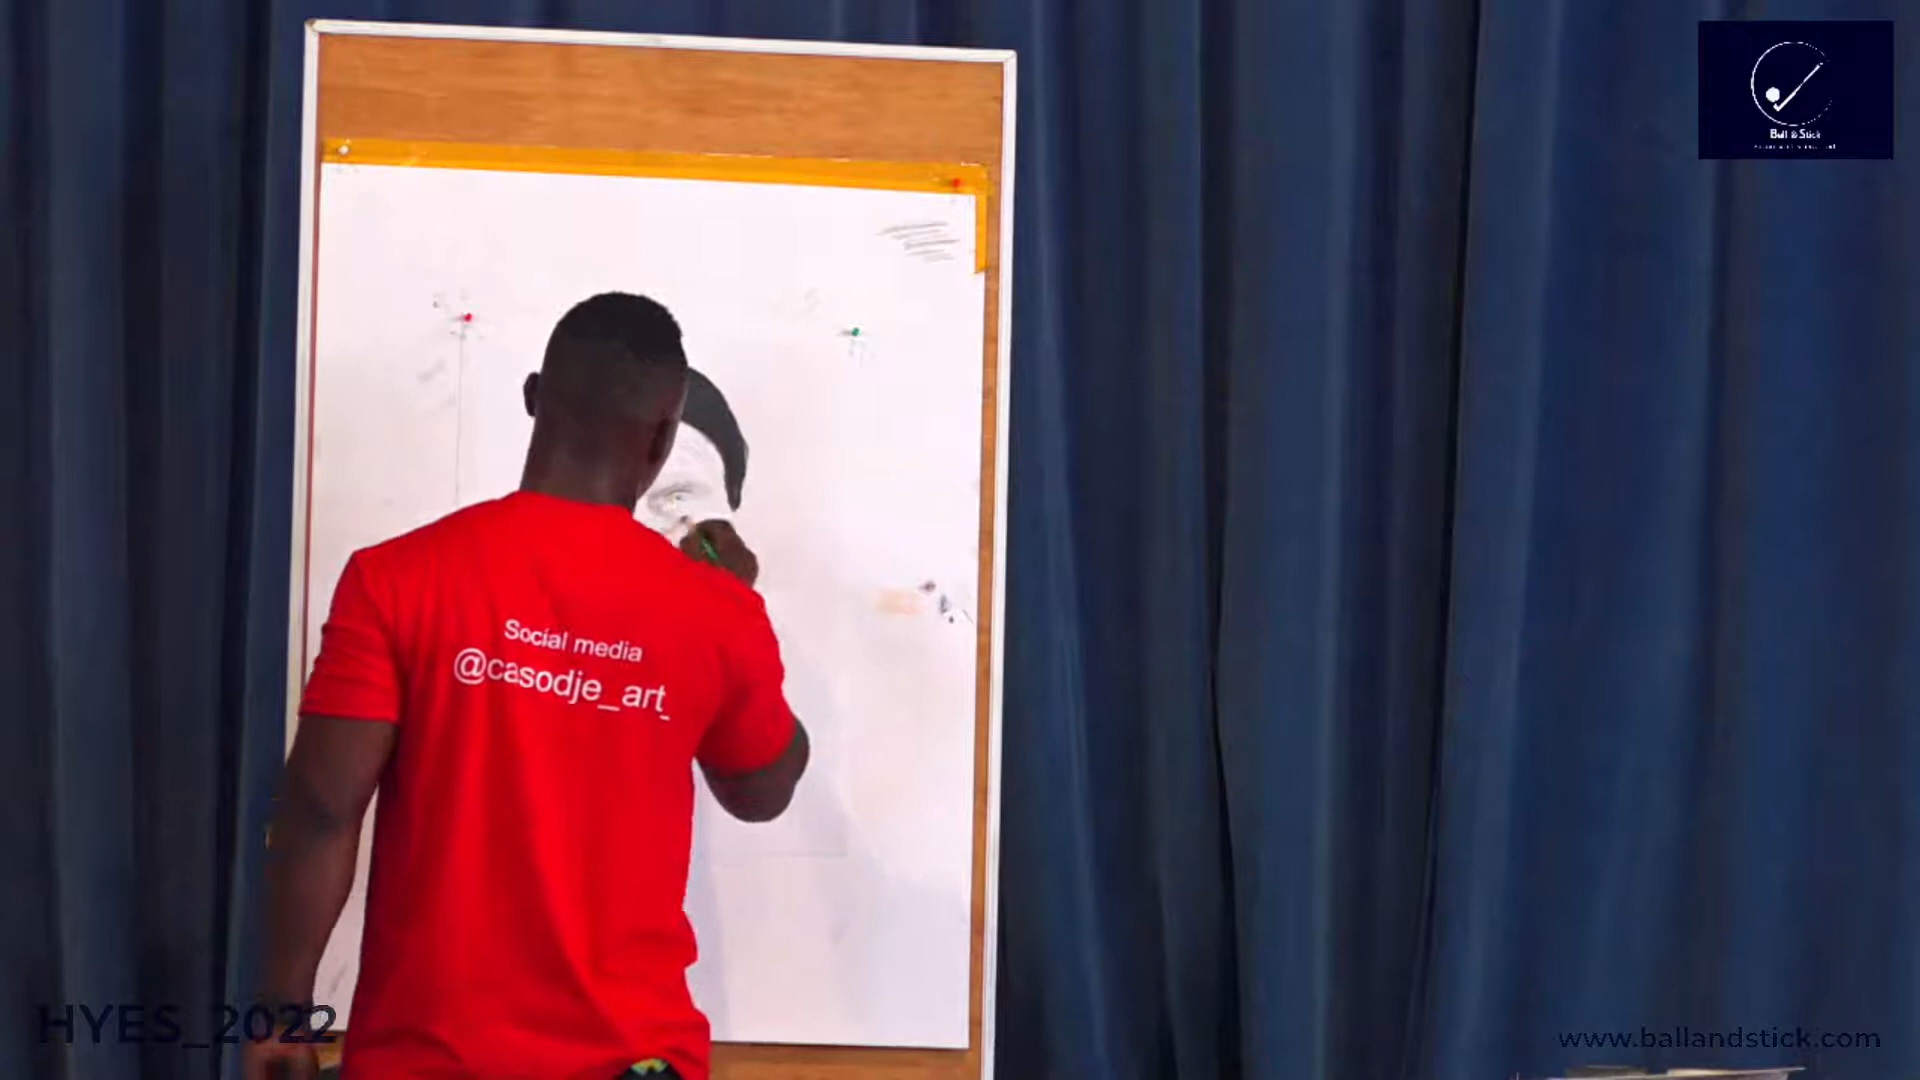 Ball & Stick
Social media
@casodje_art_
HYES_2022
www.ballandstick.com